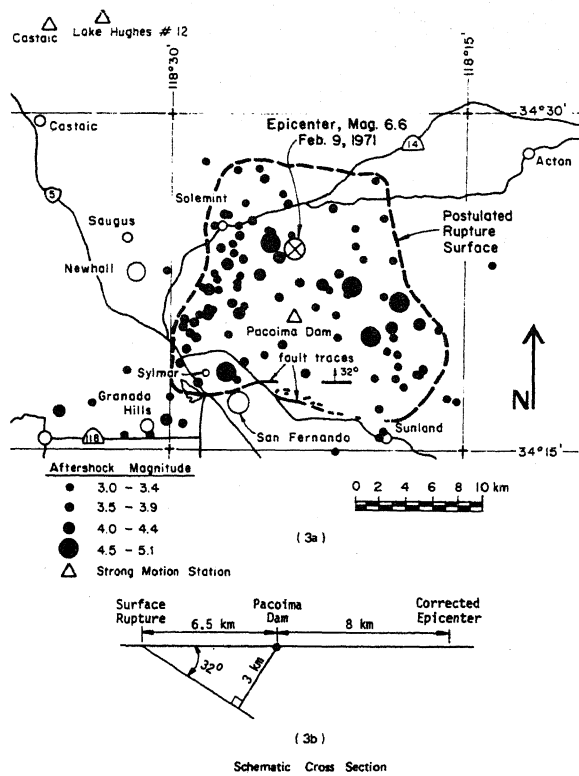 Castaic
Lake Hughes #12
118°30'
118°15'
34°30'
Castaic
Epicenter, Mag. 6.6
Feb. 9, 1971
14
Acton
5
Solemint
Saugus
Postulated
Rupture
Surface
Newhall
Pacoima Dam
fault traces
32°
Sylmar
N
Granada
Hills
San Fernando
Sunland
118
34°15'
Aftershock Magnitude
3.0 - 3.4
3.5 - 3.9
4.0 - 4.4
4.5 - 5.1
Strong Motion Station
0 2 4 6 8 10 km
(3a)
Surface
Rupture
Pacoima
Dam
Corrected
Epicenter
6.5 km
8 km
32°
3 km
(3b)
Schematic Cross Section